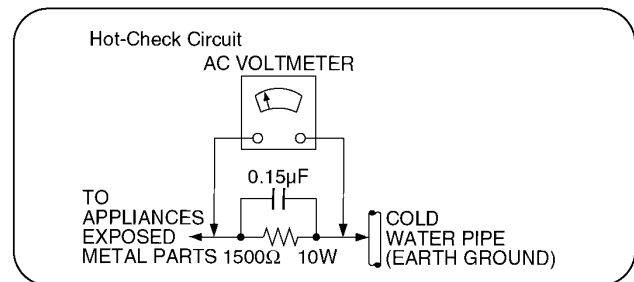 Hot-Check Circuit
AC VOLTMETER
0.15µF
TO
APPLIANCES
EXPOSED
METAL PARTS
1500Ω 10W
COLD
WATER PIPE
(EARTH GROUND)